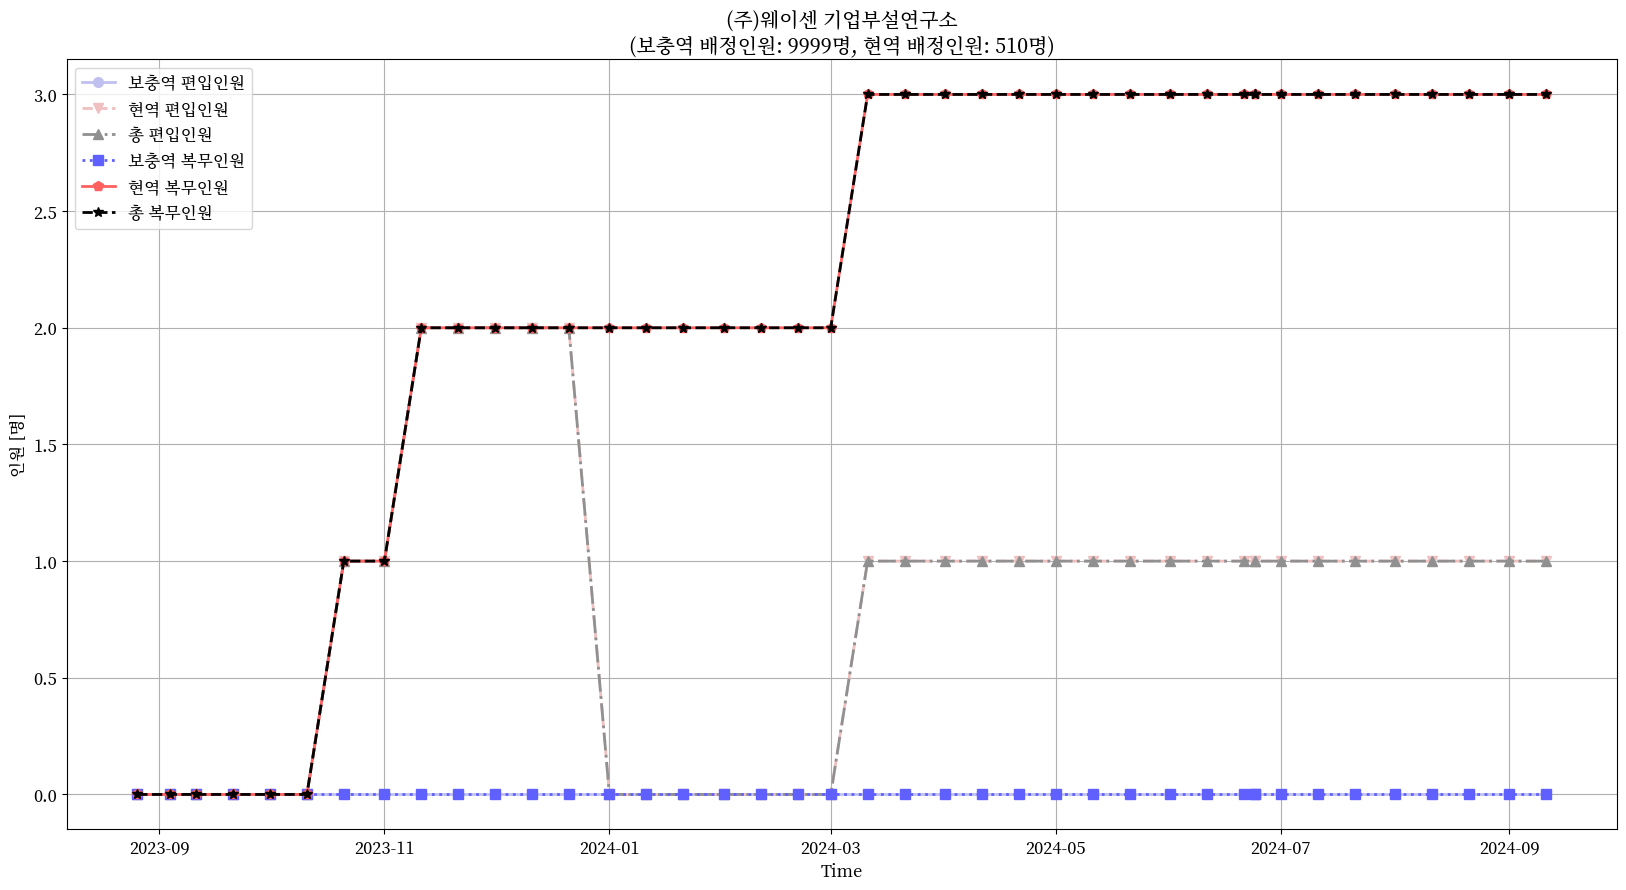 (주)웨이센 기업부설연구소
(보충역 배정인원: 9999명, 현역 배정인원: 510명)
보충역 편입인원
현역 편입인원
총 편입인원
보충역 복무인원
현역 복무인원
총 복무인원
인원 [명]
3.0
2.5
2.0
1.5
1.0
0.5
0.0
2023-09 2023-11 2024-01 2024-03 2024-05 2024-07 2024-09
Time